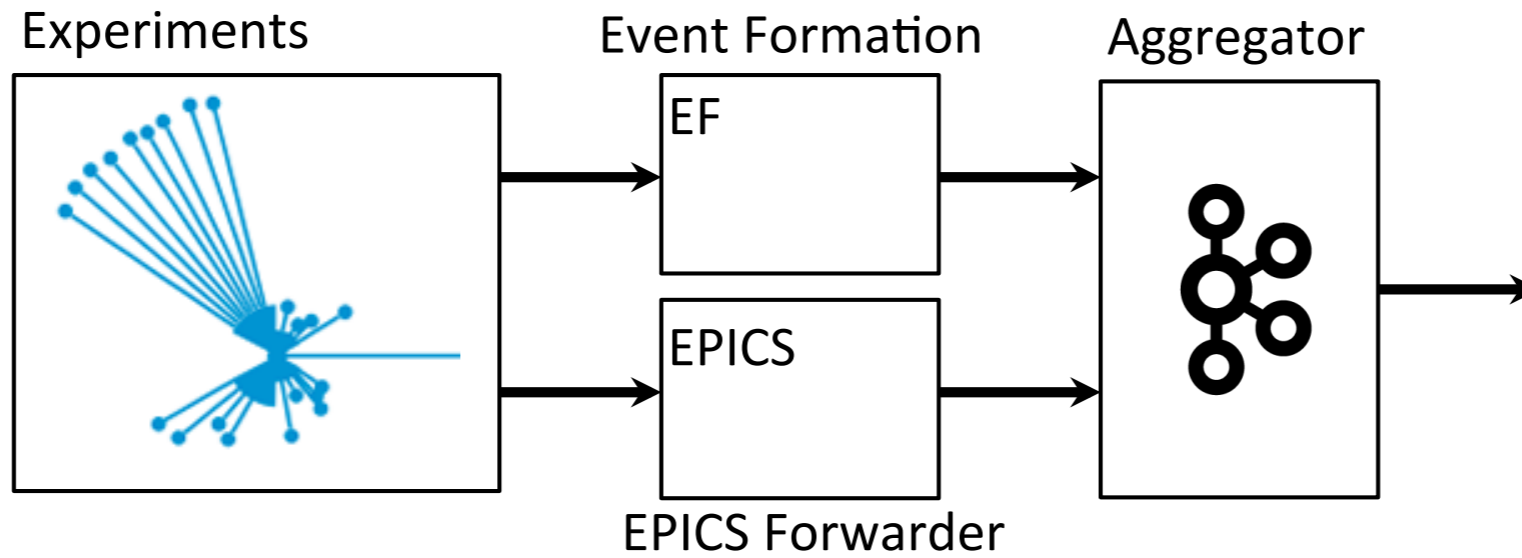 Experiments
Event Formation
Aggregator
EF
EPICS
EPICS Forwarder